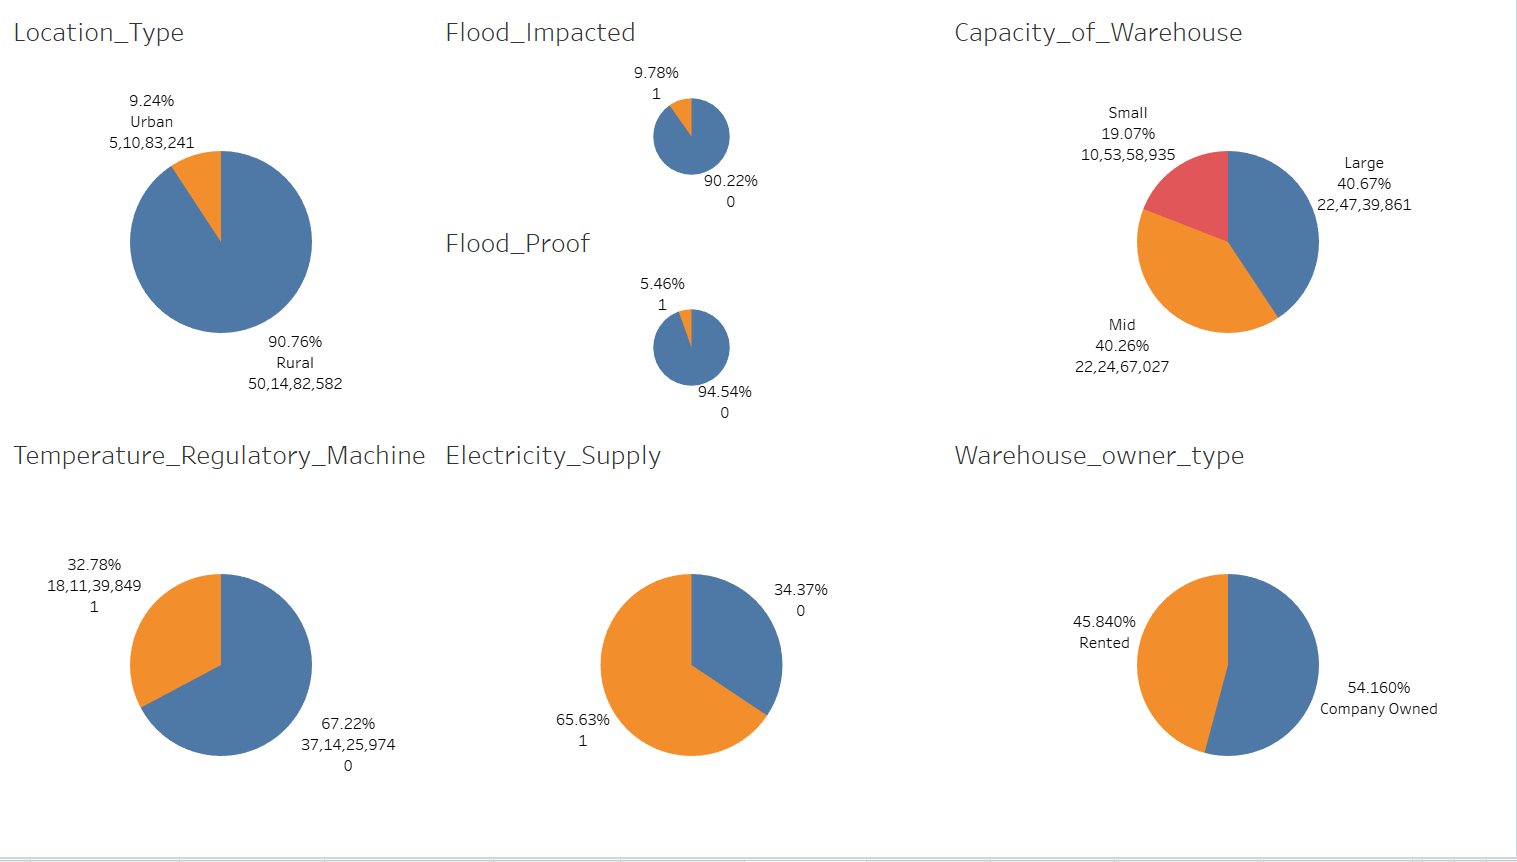 Location_Type
9.24%
Urban
5,10,83,241
90.76%
Rural
50,14,82,582
Flood_Impacted
9.78%
1
90.22%
0
Flood_Proof
5.46%
1
94.54%
0
Capacity_of_Warehouse
Small
19.07%
10,53,58,935
Large
40.67%
22,47,39,861
Mid
40.26%
22,24,67,027
Temperature_Regulatory_Machine
32.78%
18,11,39,849
1
67.22%
37,14,25,974
0
Electricity_Supply
34.37%
0
65.63%
1
Warehouse_owner_type
45.840%
Rented
54.160%
Company Owned